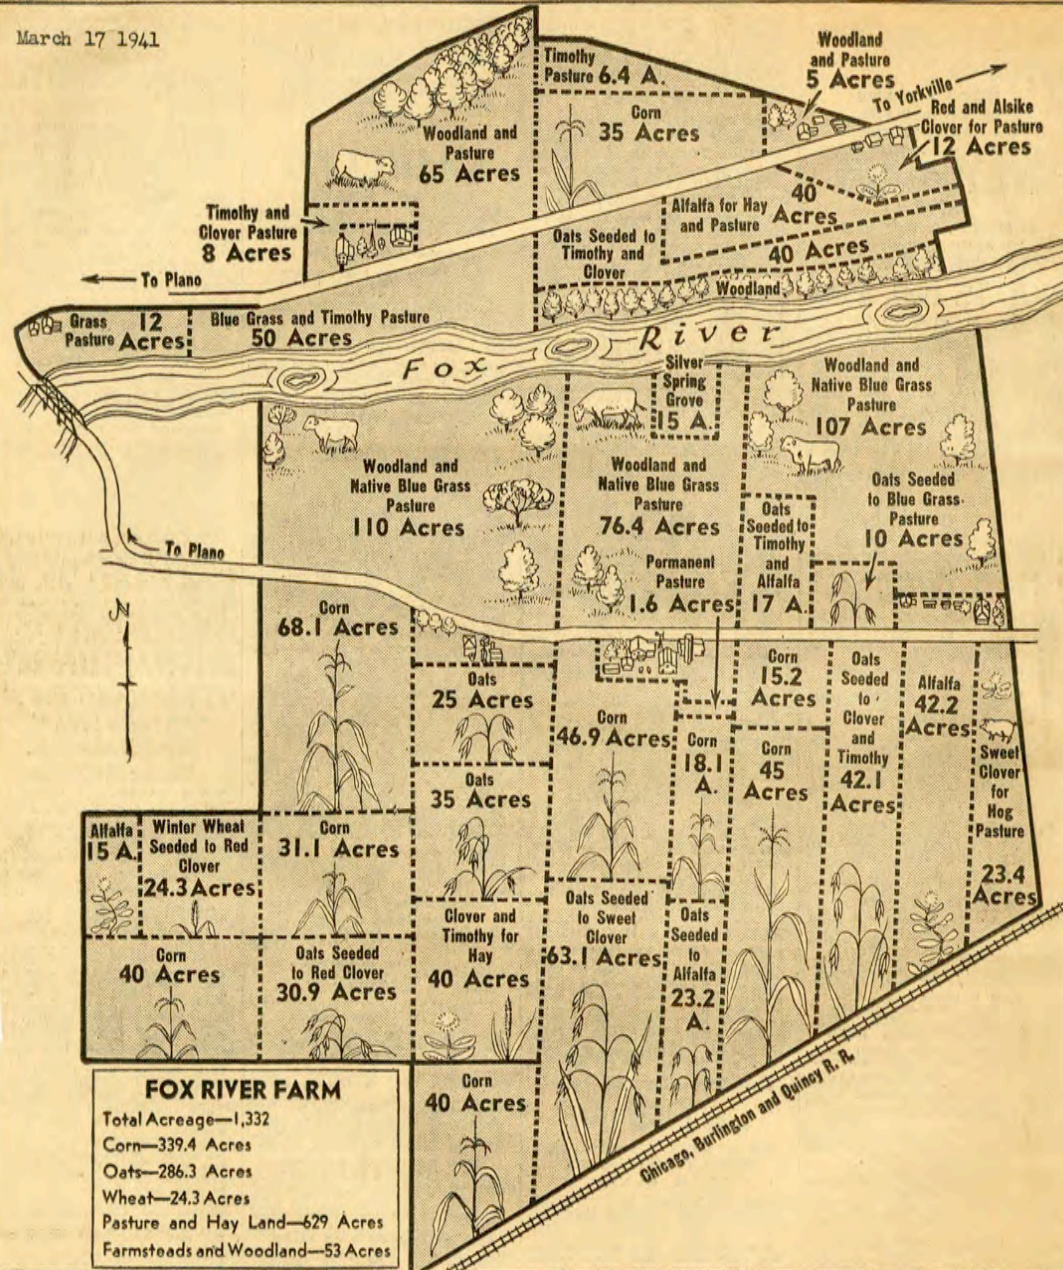 March 17 1941
Timothy
Pasture 6.4 A.
Woodland
and Pasture
5 Acres
To Yorkville
Red and Alsike
Clover for Pasture
12 Acres
Corn
35 Acres
Woodland and
Pasture
65 Acres
Timothy and
Clover Pasture
8 Acres
Alfalfa for Hay
and Pasture
40
Acres
Oats Seeded to
Timothy and
Clover
40 Acres
Woodland
To Plano
Grass
Pasture
12
Acres
Blue Grass and Timothy Pasture
50 Acres
Fox River
Silver
Spring
Grove
15 A.
Woodland and
Native Blue Grass
Pasture
107 Acres
Woodland and
Native Blue Grass
Pasture
110 Acres
Woodland and
Native Blue Grass
Pasture
76.4 Acres
Oats
Seeded to
Timothy
and
Alfalfa
17 A.
Oats Seeded
to Blue Grass
Pasture
10 Acres
To Plano
Permanent
Pasture
1.6 Acres
N
Corn
68.1 Acres
Oats
25 Acres
Corn
46.9 Acres
Corn
18.1
A.
Corn
15.2
Acres
Corn
45
Acres
Oats
Seeded
to
Clover
and
Timothy
42.1
Acres
Alfalfa
42.2
Acres
Sweet
Clover
for
Hog
Pasture
23.4
Acres
Oats
35 Acres
Alfalfa
15 A.
Winter Wheat
Seeded to Red
Clover
24.3 Acres
Corn
31.1 Acres
Clover and
Timothy for
Hay
40 Acres
Oats Seeded
to Sweet
Clover
63.1 Acres
Oats
Seeded
to
Alfalfa
23.2
A.
Corn
40 Acres
Oats Seeded
to Red Clover
30.9 Acres
Corn
40 Acres
Chicago, Burlington and Quincy R. R.
FOX RIVER FARM
Total Acreage—1,332
Corn—339.4 Acres
Oats—286.3 Acres
Wheat—24.3 Acres
Pasture and Hay Land—629 Acres
Farmsteads and Woodland—53 Acres